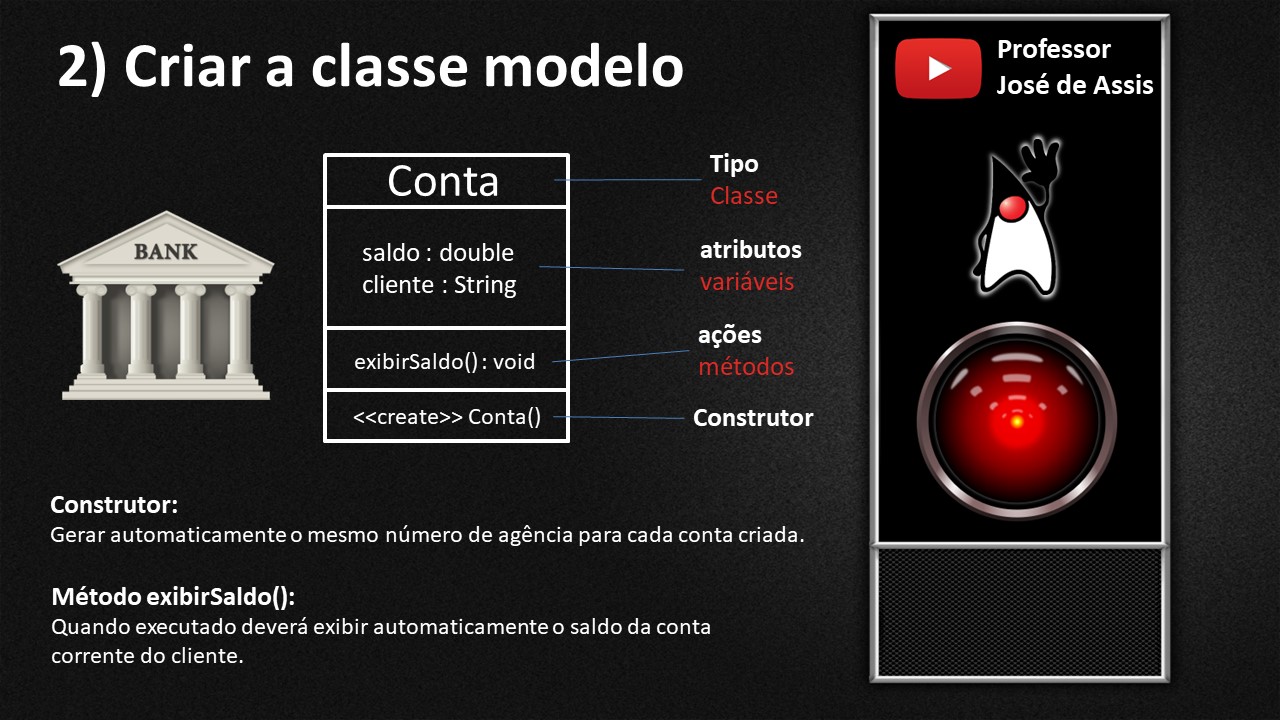 2) Criar a classe modelo
Professor
José de Assis
BANK
Conta
saldo : double
cliente : String
exibirSaldo() : void
<<create>> Conta()
Tipo
Classe
atributos
variáveis
ações
métodos
Construtor
Construtor:
Gerar automaticamente o mesmo número de agência para cada conta criada.
Método exibirSaldo():
Quando executado deverá exibir automaticamente o saldo da conta
corrente do cliente.